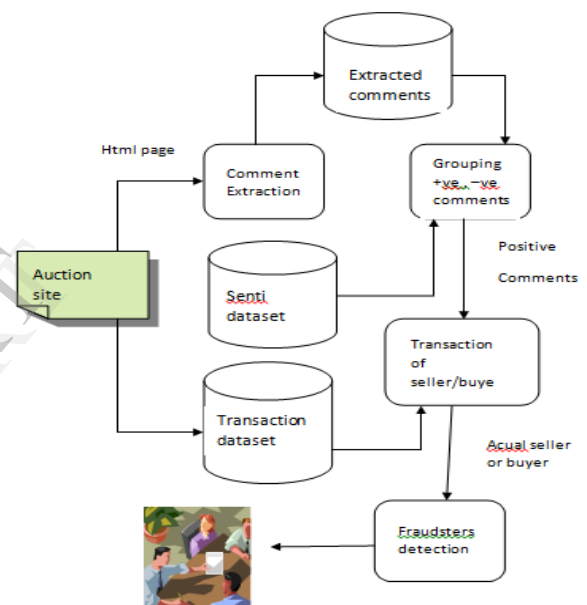 Extracted
comments
Html page
Comment
Extraction
Grouping
+ve,, -ve
comments
Auction
site
Senti
dataset
Positive
Comments
Transaction
of
seller/buye
Transaction
dataset
Acual seller
or buyer
Fraudsters
detection